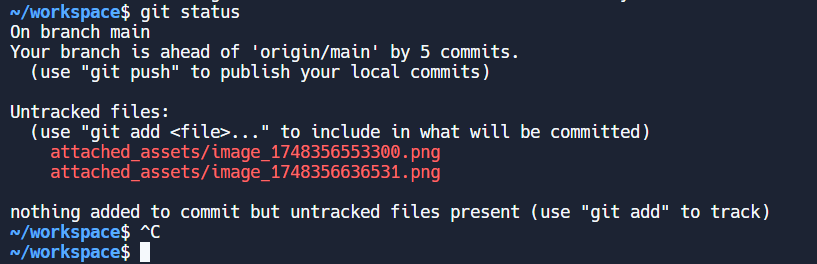 ~/workspace$ git status
On branch main
Your branch is ahead of 'origin/main' by 5 commits.
  (use "git push" to publish your local commits)

Untracked files:
  (use "git add <file>..." to include in what will be committed)
    attached_assets/image_1748356553300.png
    attached_assets/image_1748356636531.png

nothing added to commit but untracked files present (use "git add" to track)
~/workspace$ ^C
~/workspace$